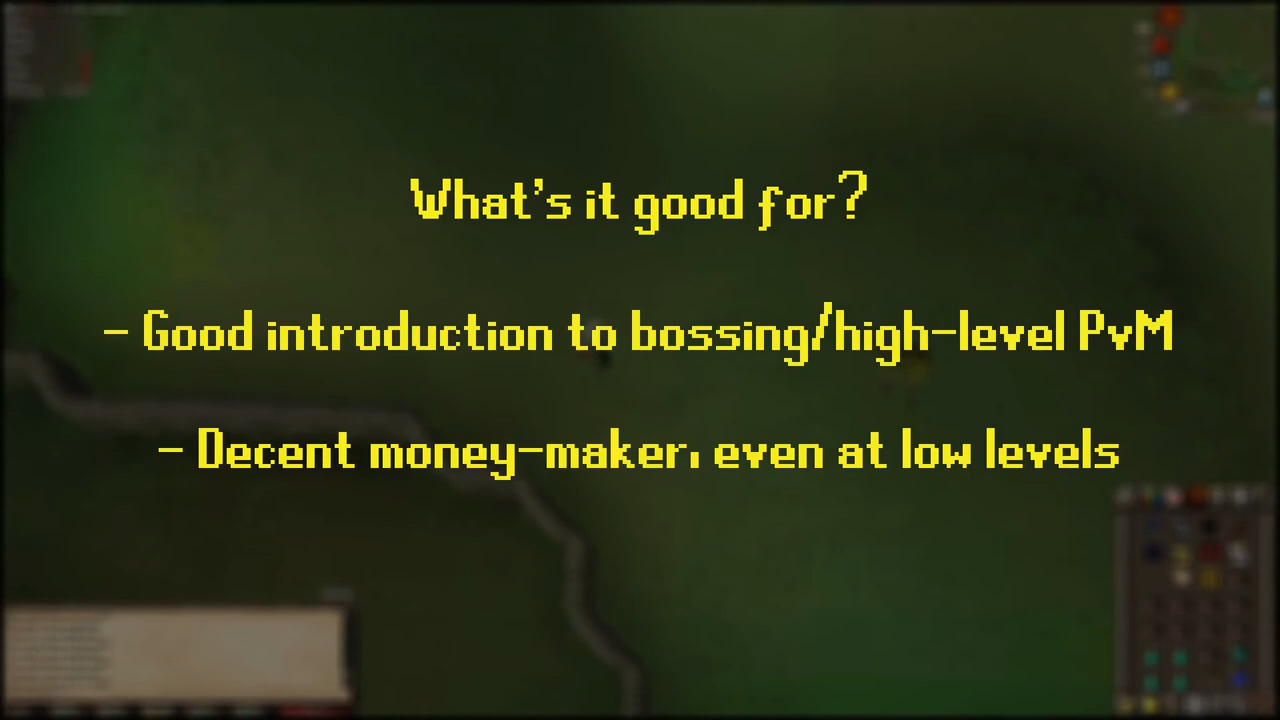 What's it good for?
- Good introduction to bossing/high-level PvM
- Decent money-maker, even at low levels